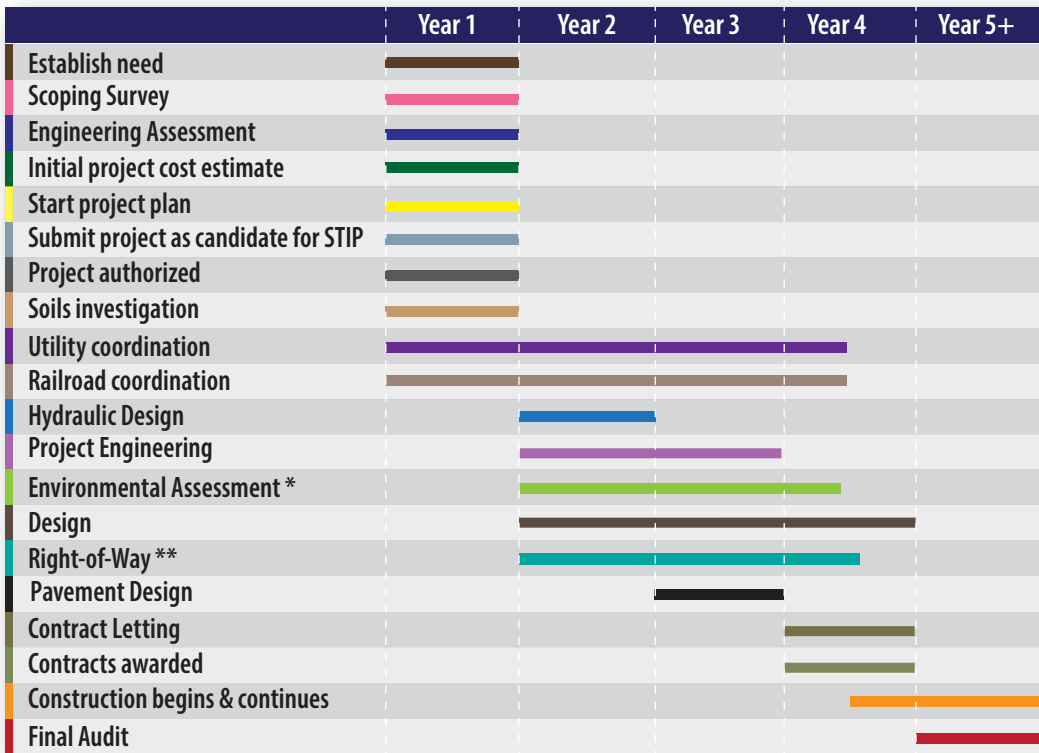 Year 1 Year 2 Year 3 Year 4 Year 5+
Establish need
Scoping Survey
Engineering Assessment
Initial project cost estimate
Start project plan
Submit project as candidate for STIP
Project authorized
Soils investigation
Utility coordination
Railroad coordination
Hydraulic Design
Project Engineering
Environmental Assessment *
Design
Right-of-Way **
Pavement Design
Contract Letting
Contracts awarded
Construction begins & continues
Final Audit